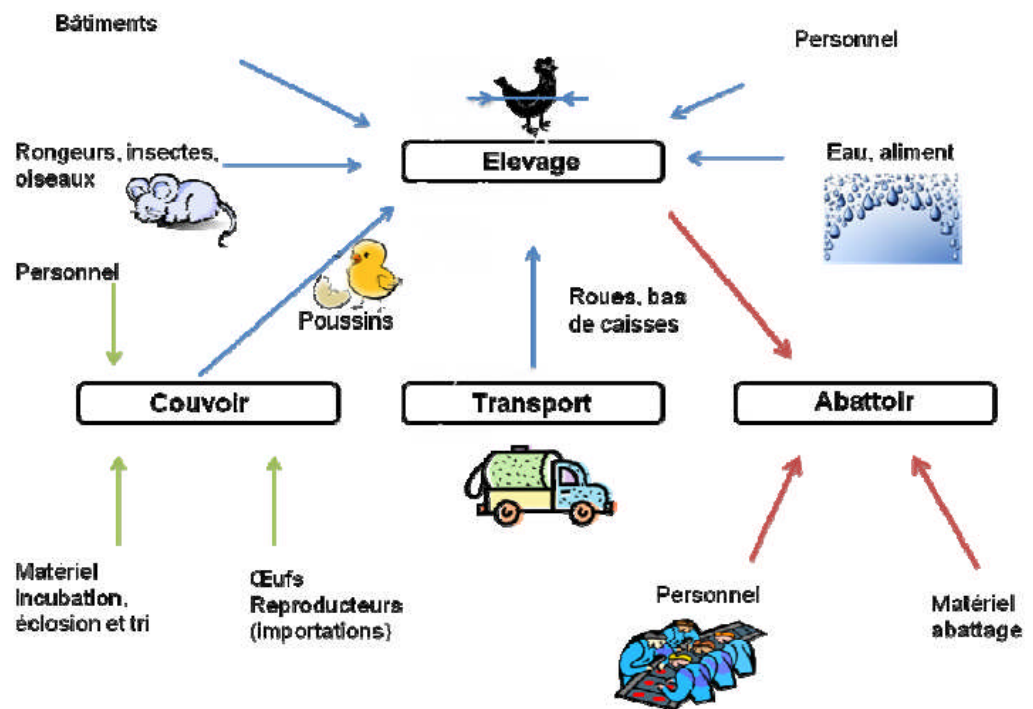 Bâtiments
Personnel
Rongeurs, insectes,
oiseaux
Elevage
Eau, aliment
Personnel
Poussins
Roues, bas
de caisses
Couvoir
Transport
Abattoir
Matériel
Incubation,
éclosion et tri
Œufs
Reproducteurs
(importations)
Personnel
Matériel
abattage